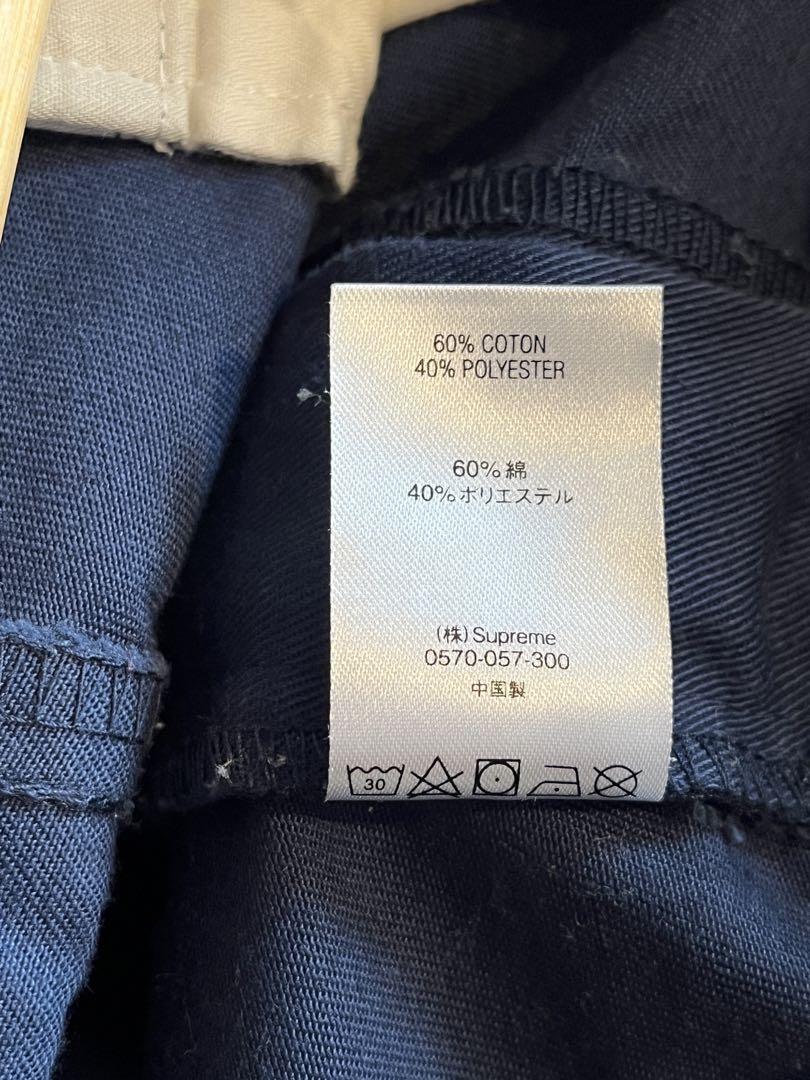 60% COTON
40% POLYESTER
60% 綿
40% ポリエステル
(株) Supreme
0570-057-300
中国製
30